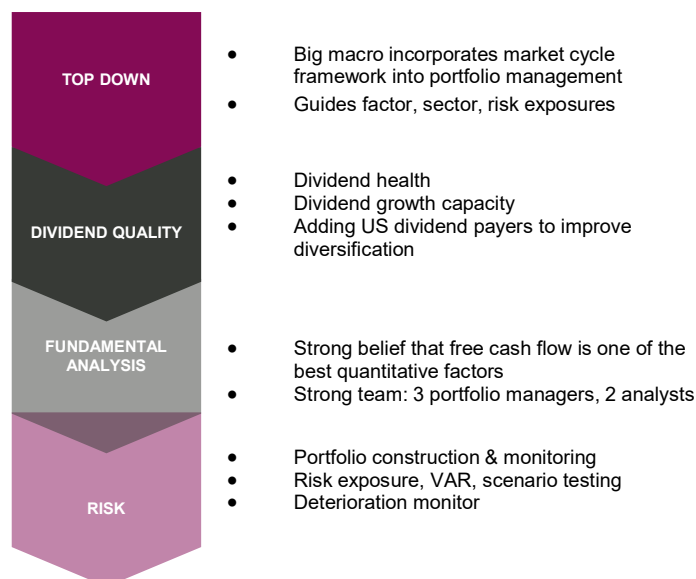 TOP DOWN
• Big macro incorporates market cycle
framework into portfolio management
• Guides factor, sector, risk exposures
DIVIDEND QUALITY
• Dividend health
• Dividend growth capacity
• Adding US dividend payers to improve
diversification
FUNDAMENTAL
ANALYSIS
• Strong belief that free cash flow is one of the
best quantitative factors
• Strong team: 3 portfolio managers, 2 analysts
RISK
• Portfolio construction & monitoring
• Risk exposure, VAR, scenario testing
• Deterioration monitor